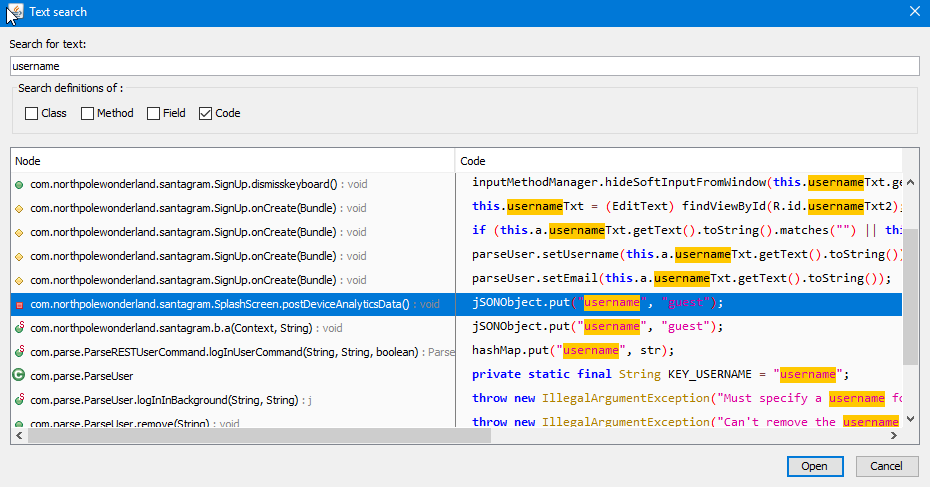 Text search
Search for text:
username
Search definitions of :
Class Method Field Code
Node Code
com.northpolewonderland.santagram.SignUp.dismisskeyboard() : void inputMethodManager.hideSoftInputFromWindow(this.usernameTxt.ge
com.northpolewonderland.santagram.SignUp.onCreate(Bundle) : void this.usernameTxt = (EditText) findViewById(R.id.usernameTxt2);
com.northpolewonderland.santagram.SignUp.onCreate(Bundle) : void if (this.a.usernameTxt.getText().toString().matches("") || thi
com.northpolewonderland.santagram.SignUp.onCreate(Bundle) : void parseUser.setUsername(this.a.usernameTxt.getText().toString())
com.northpolewonderland.santagram.SignUp.onCreate(Bundle) : void parseUser.setEmail(this.a.usernameTxt.getText().toString());
com.northpolewonderland.santagram.SplashScreen.postDeviceAnalyticsData() : void jSONObject.put("username", "guest");
com.northpolewonderland.santagram.b.a(Context, String) : void jSONObject.put("username", "guest");
com.parse.ParseRESTUserCommand.logInUserCommand(String, String, boolean) : Parse hashMap.put("username", str);
com.parse.ParseUser private static final String KEY_USERNAME = "username";
com.parse.ParseUser.logInInBackground(String, String) : j throw new IllegalArgumentException("Must specify a username fo
com.parse.ParseUser.remove(String) : void throw new IllegalArgumentException("Can't remove the username
Open Cancel